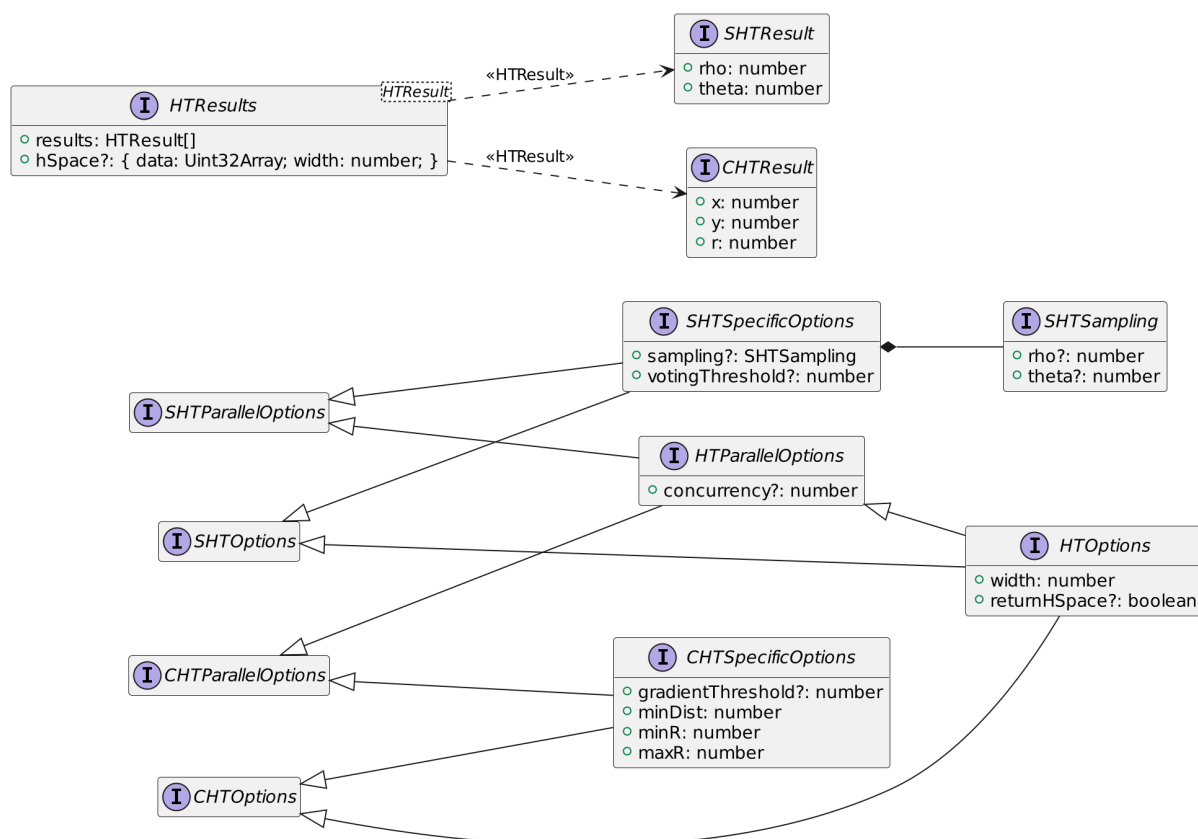 I SHTResult
rho: number
theta: number
HTResult
«HTResult»
I HTResults
results: HTResult[]
hSpace?: { data: Uint32Array; width: number; }
«HTResult»
I CHTResult
x: number
y: number
r: number
I SHTSpecificOptions
sampling?: SHTSampling
votingThreshold?: number
I SHTSampling
rho?: number
theta?: number
I SHTParallelOptions
I HTParallelOptions
concurrency?: number
I SHTOptions
I HTOptions
width: number
returnHSpace?: boolean
I CHTParallelOptions
I CHTSpecificOptions
gradientThreshold?: number
minDist: number
minR: number
maxR: number
I CHTOptions